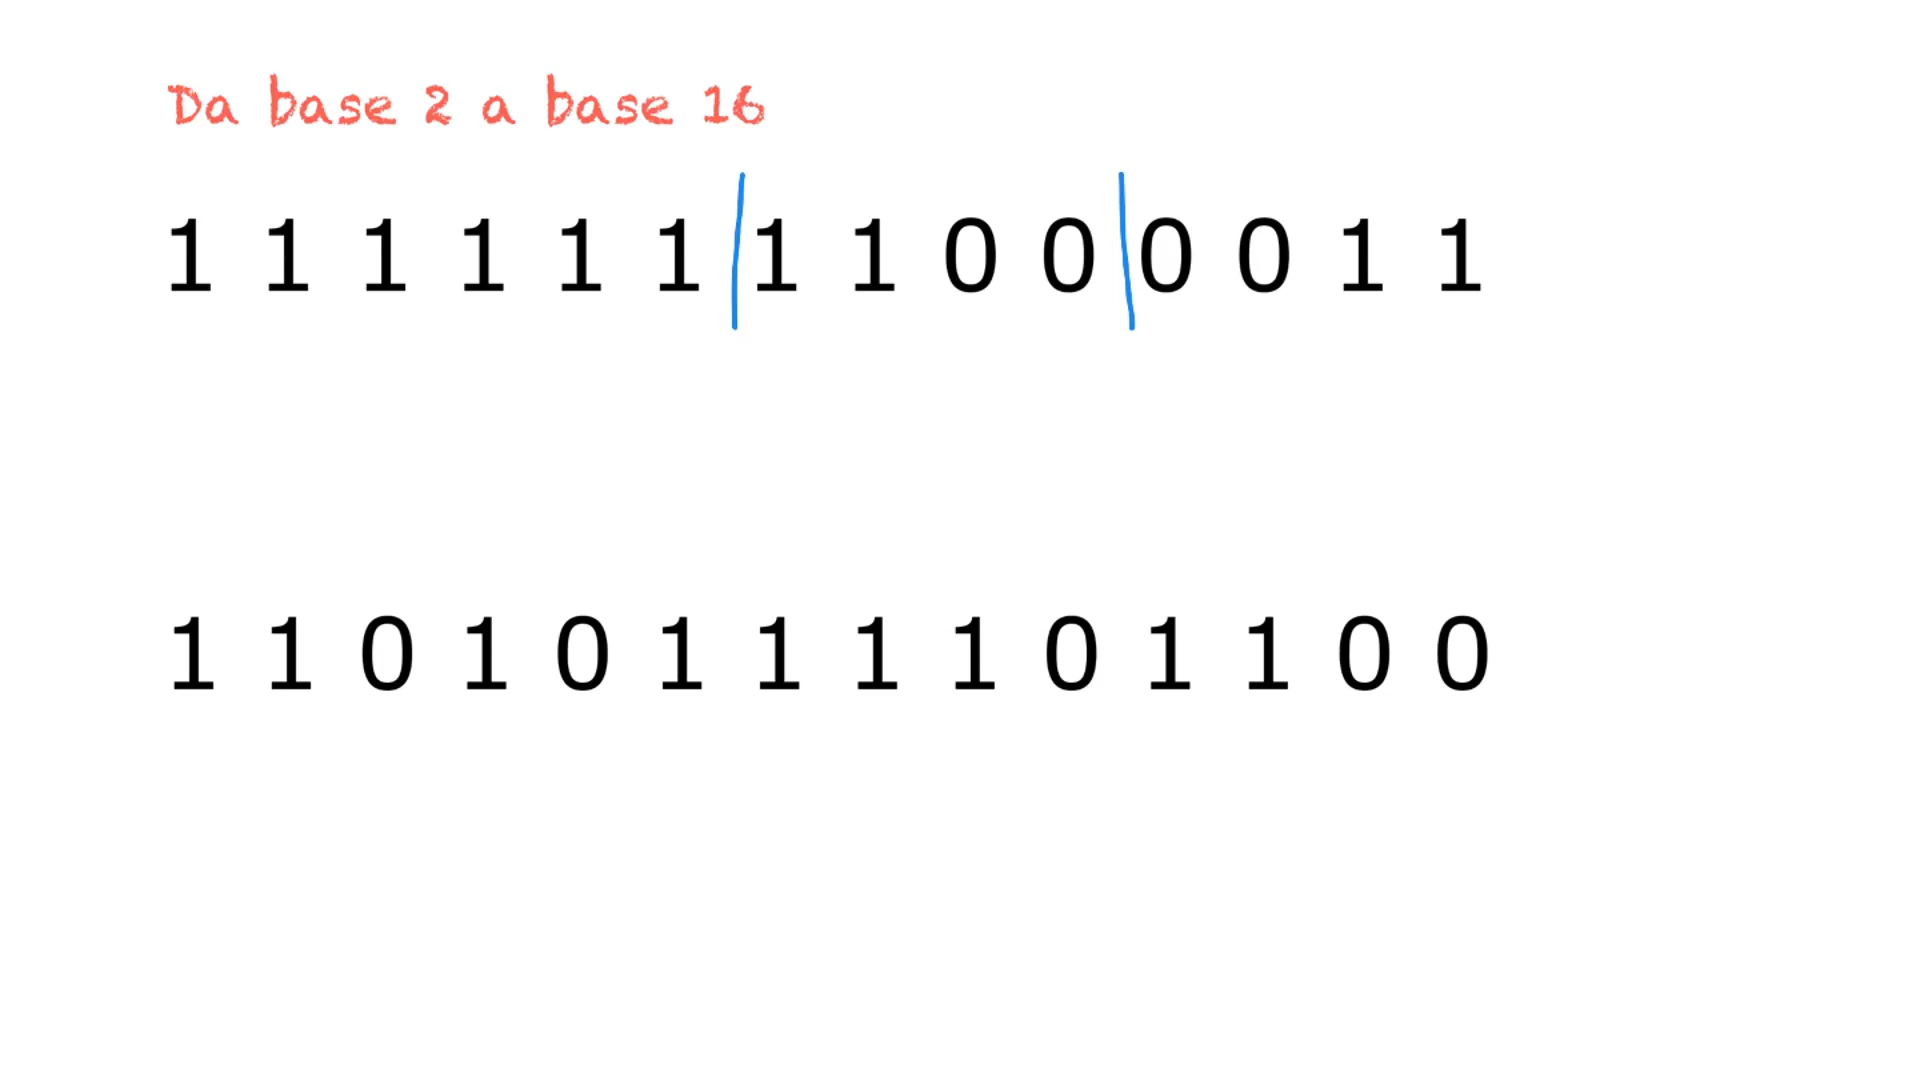 Da base 2 a base 16
1 1 1 1 1 1 1 1 0 0 0 0 1 1
1 1 0 1 0 1 1 1 1 0 1 1 0 0